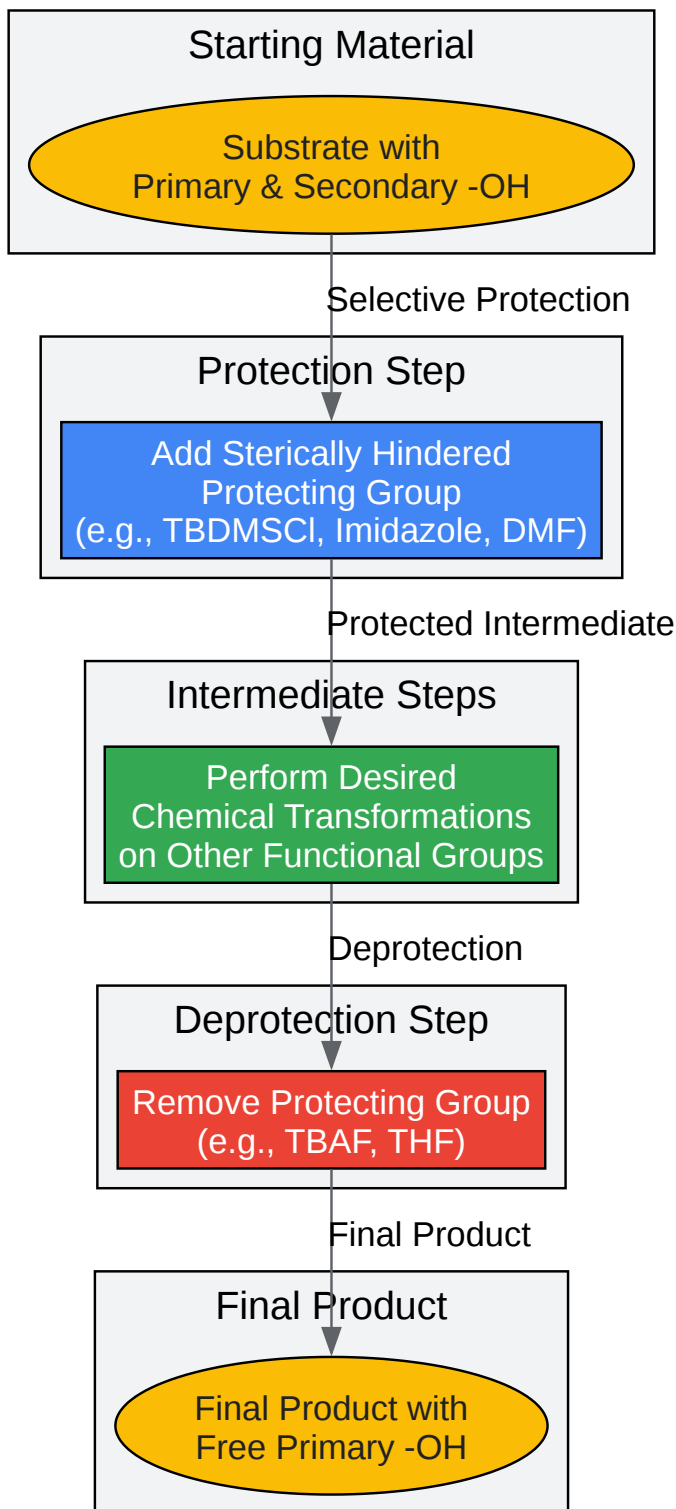 Starting Material
Substrate with
Primary & Secondary -OH
Selective Protection
Protection Step
Add Sterically Hindered
Protecting Group
(e.g., TBDMSCl, Imidazole, DMF)
Protected Intermediate
Intermediate Steps
Perform Desired
Chemical Transformations
on Other Functional Groups
Deprotection
Deprotection Step
Remove Protecting Group
(e.g., TBAF, THF)
Final Product
Final Product
Final Product with
Free Primary -OH